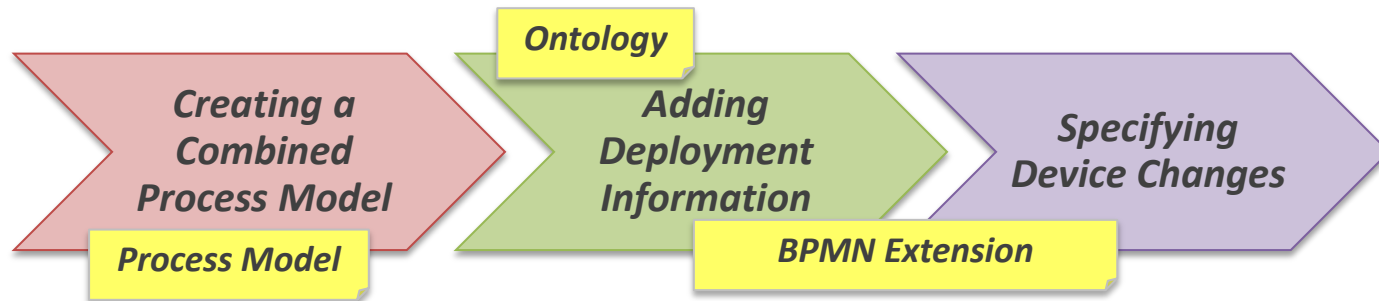 Creating a
Combined
Process Model
Process Model
Ontology
Adding
Deployment
Information
BPMN Extension
Specifying
Device Changes